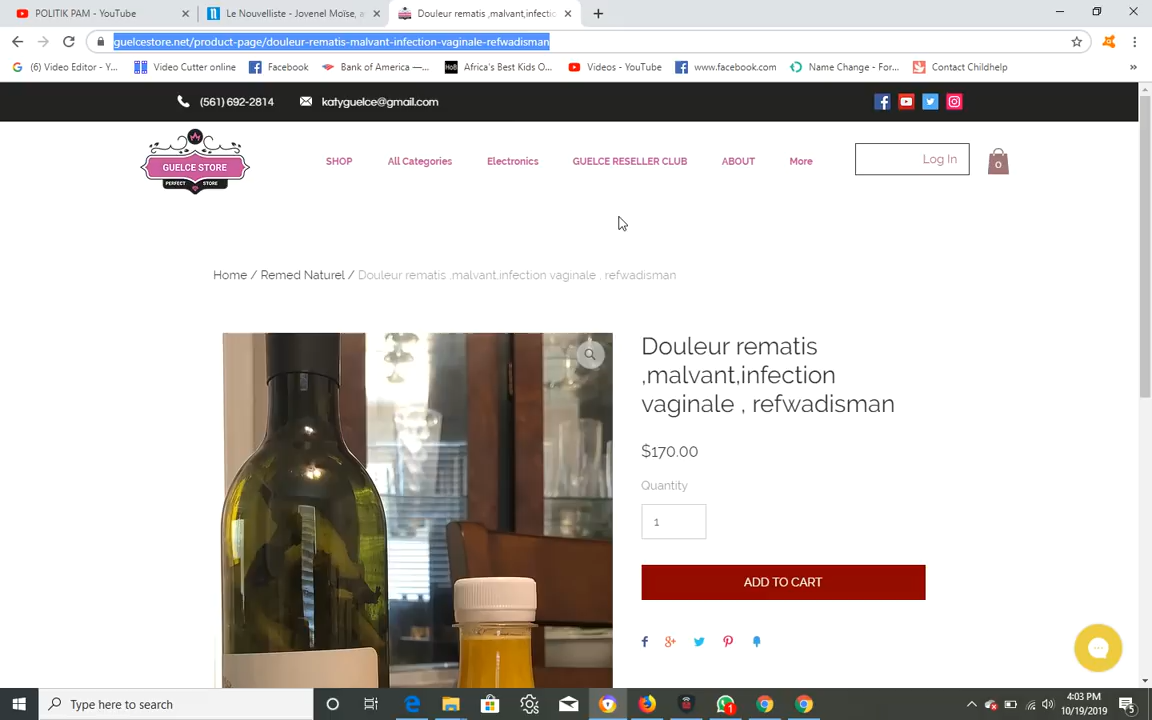 POLITIK PAM - YouTube
Le Nouvelliste - Jovenel Moïse, a
Douleur rematis ,malvant,infectio
guelcestore.net/product-page/douleur-rematis-malvant-infection-vaginale-refwadisman
(6) Video Editor - Y...
Video Cutter online
Facebook
Bank of America —...
Africa's Best Kids O...
Videos - YouTube
www.facebook.com
Name Change - For...
Contact Childhelp
(561) 692-2814
katyguelce@gmail.com
GUELCE STORE
PERFECT STORE
SHOP
All Categories
Electronics
GUELCE RESELLER CLUB
ABOUT
More
Log In
0
Home / Remed Naturel / Douleur rematis ,malvant,infection vaginale , refwadisman
Douleur rematis
,malvant,infection
vaginale , refwadisman
$170.00
Quantity
1
ADD TO CART
Type here to search
1
4:03 PM
10/19/2019
5